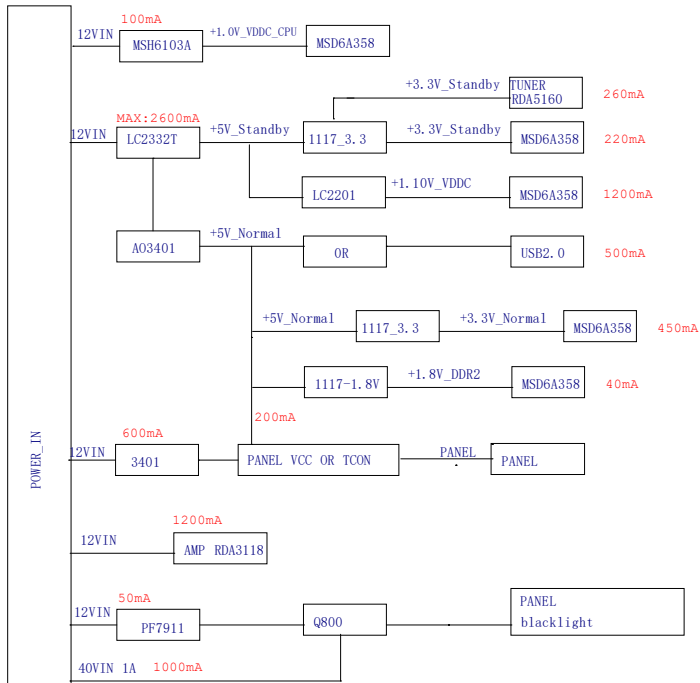 100mA
12VIN
MSH6103A
+1.0V_VDDC_CPU
MSD6A358
+3.3V_Standby
TUNER
RDA5160
260mA
MAX:2600mA
12VIN
LC2332T
+5V_Standby
1117_3.3
+3.3V_Standby
MSD6A358
220mA
LC2201
+1.10V_VDDC
MSD6A358
1200mA
AO3401
+5V_Normal
OR
USB2.0
500mA
+5V_Normal
1117_3.3
+3.3V_Normal
MSD6A358
450mA
1117-1.8V
+1.8V_DDR2
MSD6A358
40mA
200mA
600mA
12VIN
3401
PANEL VCC OR TCON
PANEL
PANEL
POWER_IN
1200mA
12VIN
AMP RDA3118
50mA
12VIN
PF7911
Q800
PANEL
blacklight
40VIN 1A
1000mA